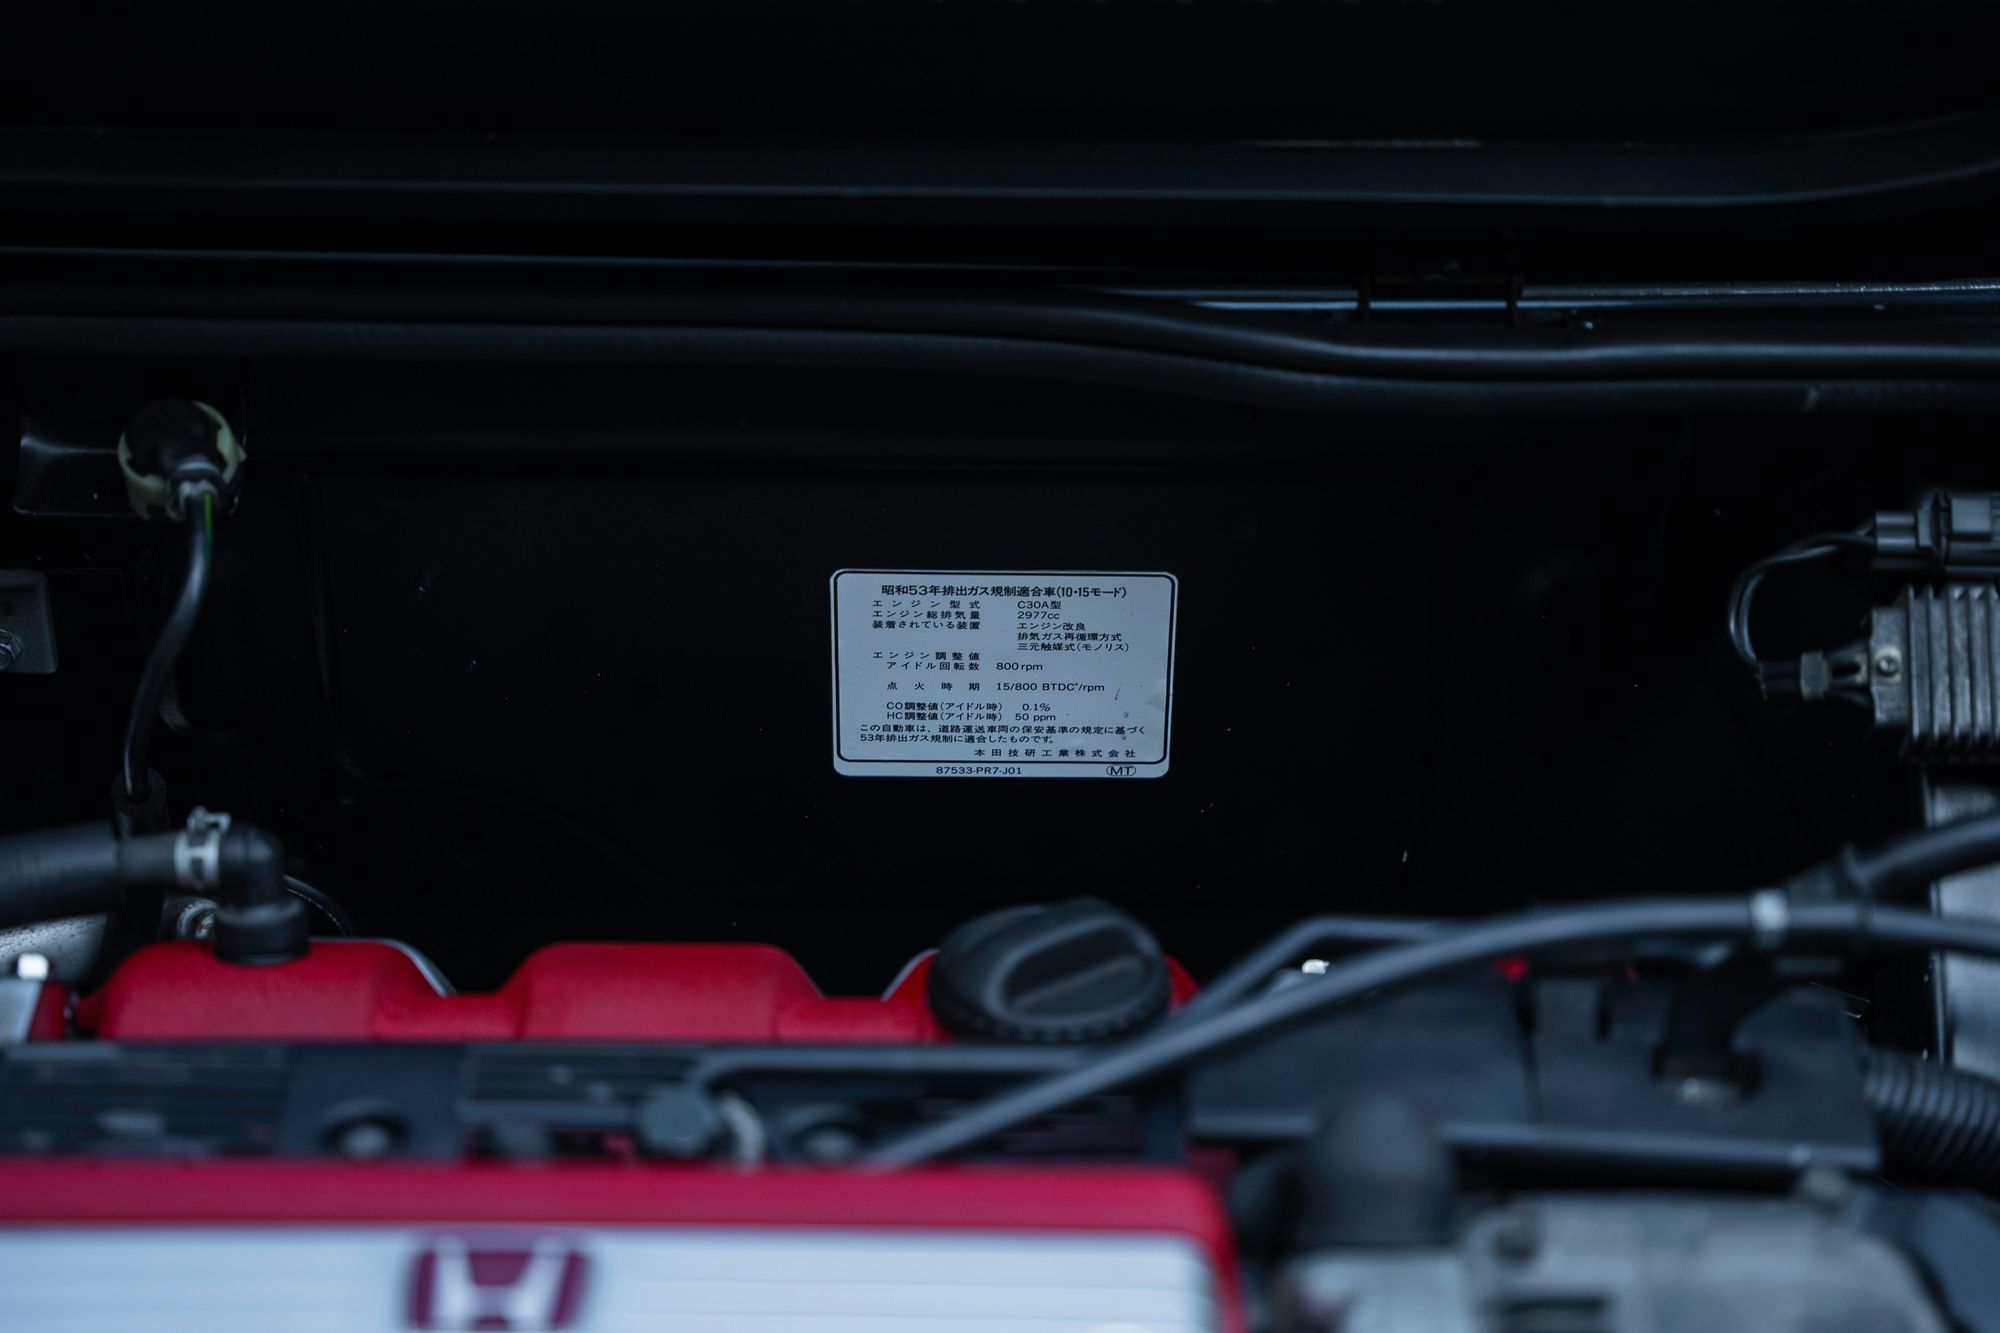 昭和53年排出ガス規制適合車(10・15モード)
エンジン型式 C30A型
エンジン総排気量 2977cc
装着されている装置 エンジン改良
排気ガス再循環方式
三元触媒式(モノリス)
エンジン調整値
アイドル回転数 800rpm
点火時期 15/800 BTDC°/rpm
CO調整値(アイドル時) 0.1%
HC調整値(アイドル時) 50 ppm
この自動車は、道路運送車両の保安基準の規定に基づく
53年排出ガス規制に適合したものです。
本田技研工業株式会社
87533-PR7-J01 MT